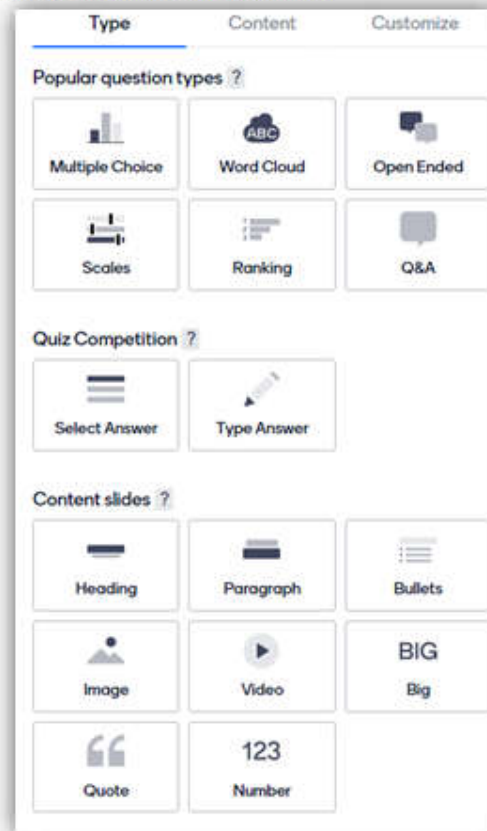 Type Content Customize
Popular question types ?
ABC
Multiple Choice Word Cloud Open Ended
Scales Ranking Q&A
Quiz Competition ?
Select Answer Type Answer
Content slides ?
Heading Paragraph Bullets
BIG
Image Video Big
123
Quote Number